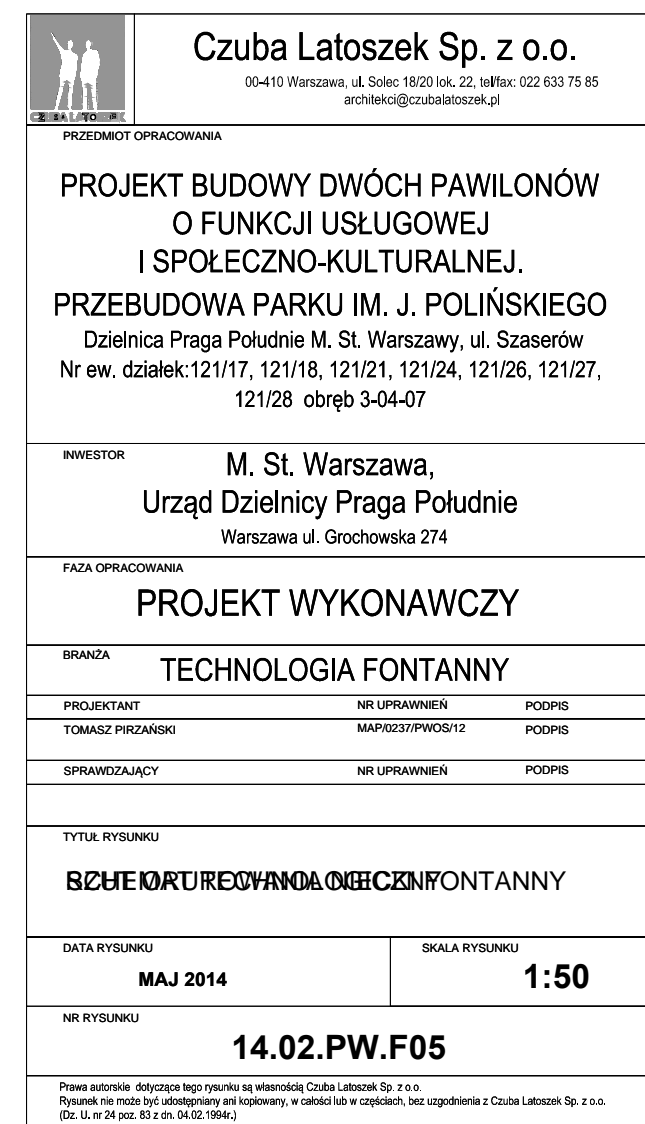 CZUBA LATOSZEK
Czuba Latoszek Sp. z o.o.
00-410 Warszawa, ul. Solec 18/20 lok. 22, tel/fax: 022 633 75 85
architekci@czubalatoszek.pl
PRZEDMIOT OPRACOWANIA
PROJEKT BUDOWY DWÓCH PAWILONÓW
O FUNKCJI USŁUGOWEJ
I SPOŁECZNO-KULTURALNEJ.
PRZEBUDOWA PARKU IM. J. POLIŃSKIEGO
Dzielnica Praga Południe M. St. Warszawy, ul. Szaserów
Nr ew. działek:121/17, 121/18, 121/21, 121/24, 121/26, 121/27,
121/28 obręb 3-04-07
INWESTOR
M. St. Warszawa,
Urząd Dzielnicy Praga Południe
Warszawa ul. Grochowska 274
FAZA OPRACOWANIA
PROJEKT WYKONAWCZY
BRANŻA
TECHNOLOGIA FONTANNY
PROJEKTANT NR UPRAWNIEŃ PODPIS
TOMASZ PIRZAŃSKI MAP/0237/PWOS/12 PODPIS
SPRAWDZAJĄCY NR UPRAWNIEŃ PODPIS
TYTUŁ RYSUNKU
FONTANNY
DATA RYSUNKU SKALA RYSUNKU
MAJ 2014 1:50
NR RYSUNKU
14.02.PW.F05
Prawa autorskie dotyczące tego rysunku są własnością Czuba Latoszek Sp. z o.o.
Rysunek nie może być udostępniany ani kopiowany, w całości lub w częściach, bez uzgodnienia z Czuba Latoszek Sp. z o.o.
(Dz. U. nr 24 poz. 83 z dn. 04.02.1994r.)